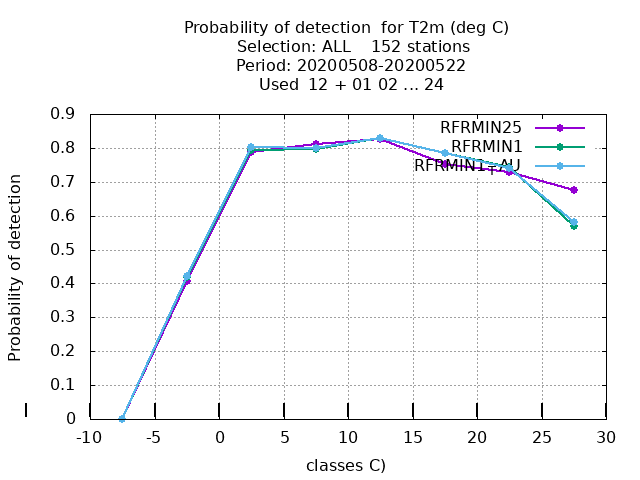 Probability of detection  for T2m (deg C)
Selection: ALL    152 stations
Period: 20200508-20200522
Used  12 + 01 02 ... 24
RFRMIN25
RFRMIN1
RFRMIN1+AU
Probability of detection
0.9
0.8
0.7
0.6
0.5
0.4
0.3
0.2
0.1
0
-10 -5 0 5 10 15 20 25 30
classes C)